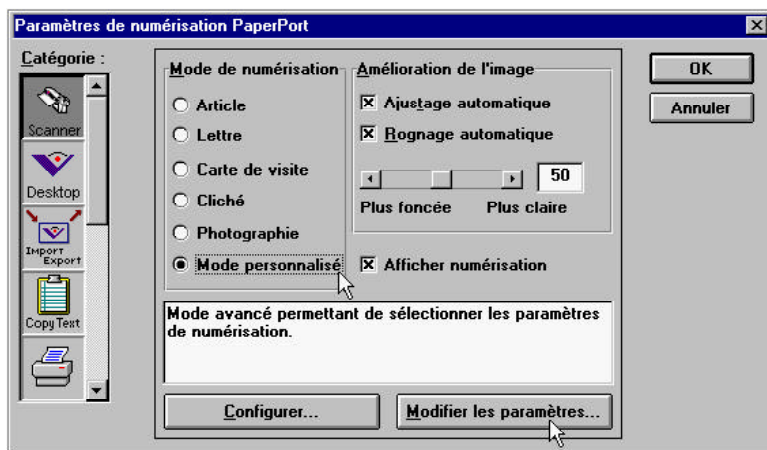 Paramètres de numérisation PaperPort
Catégorie :
Scanner
Desktop
IMPORT
EXPORT
CopyText
Mode de numérisation
Article
Lettre
Carte de visite
Cliché
Photographie
Mode personnalisé
Amélioration de l'image
Ajustage automatique
Rognage automatique
50
Plus foncée Plus claire
Afficher numérisation
Mode avancé permettant de sélectionner les paramètres
de numérisation.
Configurer...
Modifier les paramètres...
OK
Annuler